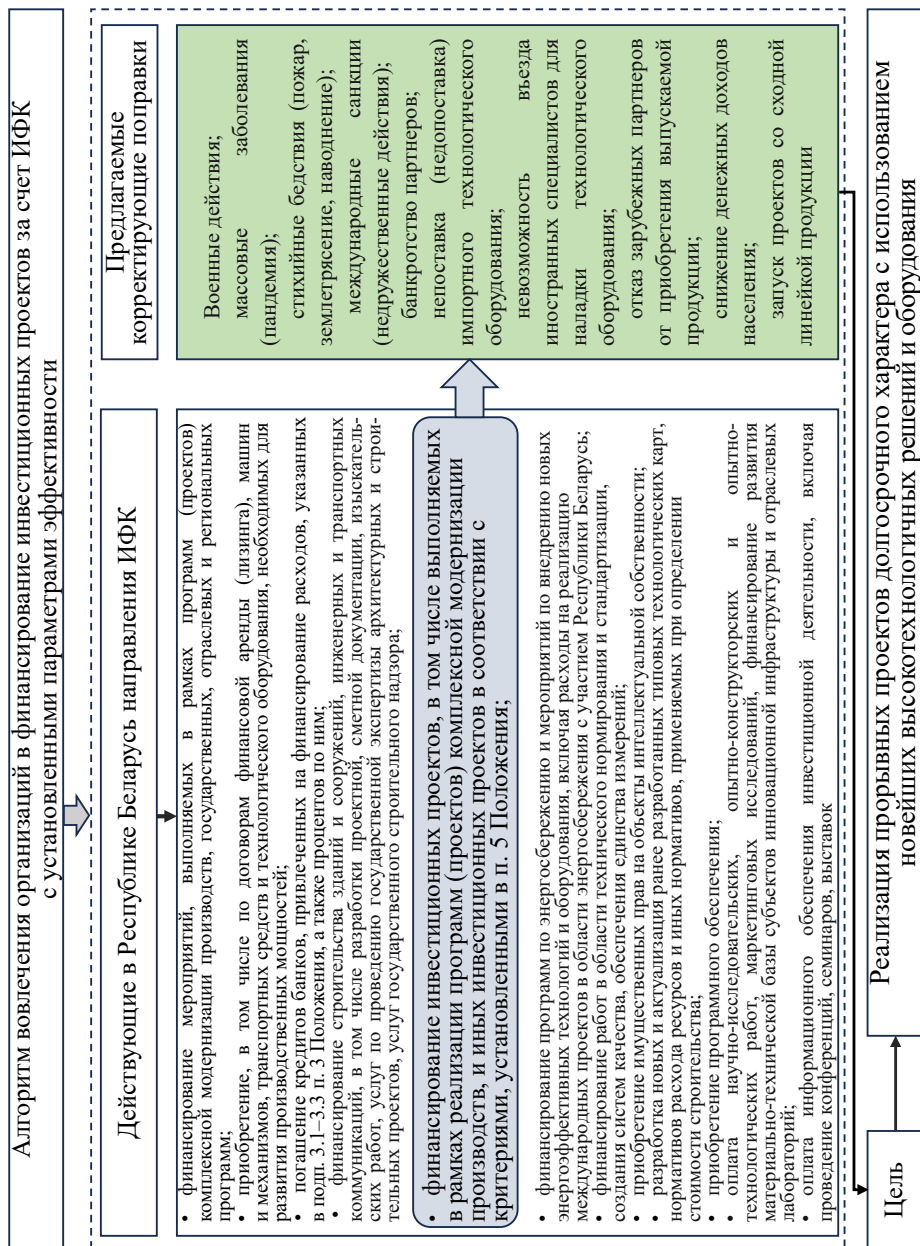 Алгоритм вовлечения организаций в финансирование инвестиционных проектов за счет ИФК
с установленными параметрами эффективности
Действующие в Республике Беларусь направления ИФК
• финансирование мероприятий, выполняемых в рамках программ (проектов)
комплексной модернизации производств, государственных, отраслевых и региональных
программ;
• приобретение, в том числе по договорам финансовой аренды (лизинга), машин
и механизмов, транспортных средств и технологического оборудования, необходимых для
развития производственных мощностей;
• погашение кредитов банков, привлеченных на финансирование расходов, указанных
в подп. 3.1–3.3 п. 3 Положения, а также процентов по ним;
• финансирование строительства зданий и сооружений, инженерных и транспортных
коммуникаций, в том числе разработки проектной, сметной документации, изыскатель-
ских работ, услуг по проведению государственной экспертизы архитектурных и строи-
тельных проектов, услуг государственного строительного надзора;
• финансирование инвестиционных проектов, в том числе выполняемых
в рамках реализации программ (проектов) комплексной модернизации
производств, и иных инвестиционных проектов в соответствии с
критериями, установленными в п. 5 Положения;
• финансирование программ по энергосбережению и мероприятий по внедрению новых
энергоэффективных технологий и оборудования, включая расходы на реализацию
международных проектов в области энергосбережения с участием Республики Беларусь;
• финансирование работ в области технического нормирования и стандартизации,
создания систем качества, обеспечения единства измерений;
• приобретение имущественных прав на объекты интеллектуальной собственности;
• разработка новых и актуализация ранее разработанных типовых технологических карт,
нормативов расхода ресурсов и иных нормативов, применяемых при определении
стоимости строительства;
• приобретение программного обеспечения;
• оплата научно-исследовательских, опытно-конструкторских и опытно-
технологических работ, маркетинговых исследований, финансирование развития
материально-технической базы субъектов инновационной инфраструктуры и отраслевых
лабораторий;
• оплата информационного обеспечения инвестиционной деятельности, включая
проведение конференций, семинаров, выставок
Предлагаемые
корректирующие поправки
Военные действия;
массовые заболевания
(пандемия);
стихийные бедствия (пожар,
землетрясение, наводнение);
международные санкции
(недружественные действия);
банкротство партнеров;
непоставка (недопоставка)
импортного технологического
оборудования;
невозможность въезда
иностранных специалистов для
наладки технологического
оборудования;
отказ зарубежных партнеров
от приобретения выпускаемой
продукции;
снижение денежных доходов
населения;
запуск проектов со сходной
линейкой продукции
Цель
Реализация прорывных проектов долгосрочного характера с использованием
новейших высокотехнологичных решений и оборудования